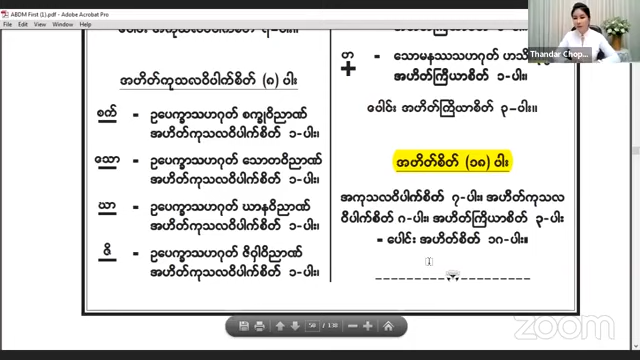 ABDM First (1).pdf - Adobe Acrobat Pro
File Edit View Window Help
အဟိတ်ကုသလဝိပါက်စိတ် (၈) ပါး
စက် - ဥပေက္ခာသဟဂုတ် စက္ခုဝိညာဏ်
အဟိတ်ကုသလဝိပါက်စိတ် ၁-ပါး၊
သော - ဥပေက္ခာသဟဂုတ် သောတဝိညာဏ်
အဟိတ်ကုသလဝိပါက်စိတ် ၁-ပါး၊
ဃာ - ဥပေက္ခာသဟဂုတ် ဃာနဝိညာဏ်
အဟိတ်ကုသလဝိပါက်စိတ် ၁-ပါး၊
ဇိ - ဥပေက္ခာသဟဂုတ် ဇိဝှါဝိညာဏ်
အဟိတ်ကုသလဝိပါက်စိတ် ၁-ပါး၊
ဟ + - သောမနဿသဟဂုတ်
အဟိတ်ကြိယာစိတ် ၁-ပါး၊
ပေါင်း အဟိတ်ကြိယာစိတ် ၃-ပါး။
အဟိတ်စိတ် (၁၈) ပါး
အကုသလဝိပါက်စိတ် ၇-ပါး၊ အဟိတ်ကုသလ
ဝိပါက်စိတ် ၈-ပါး၊ အဟိတ်ကြိယာစိတ် ၃-ပါး
= ပေါင်း အဟိတ်စိတ် ၁၈-ပါး။
50 / 138
Thandar Chop...
zoom